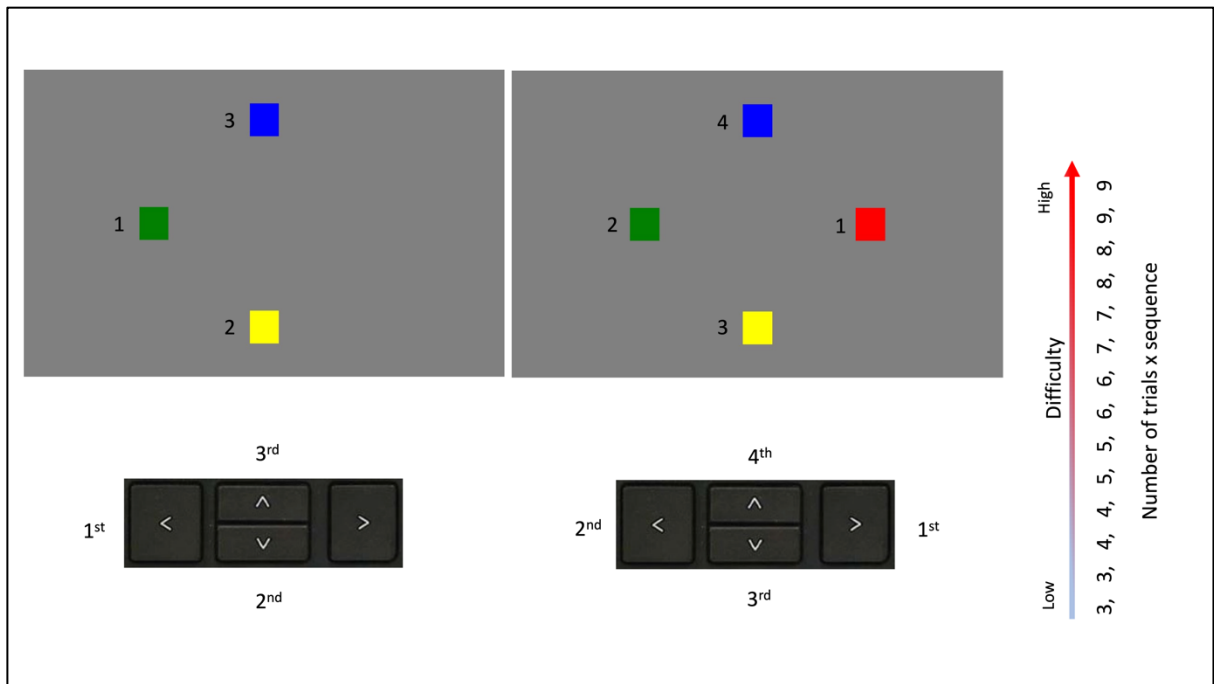 3
1
2
4
2
1
3
3rd
1st
< ^ >
v
2nd
4th
2nd
< ^ >
v
1st
3rd
Low
High
Difficulty
3, 3, 4, 4, 5, 5, 6, 6, 7, 7, 8, 8, 9, 9
Number of trials x sequence